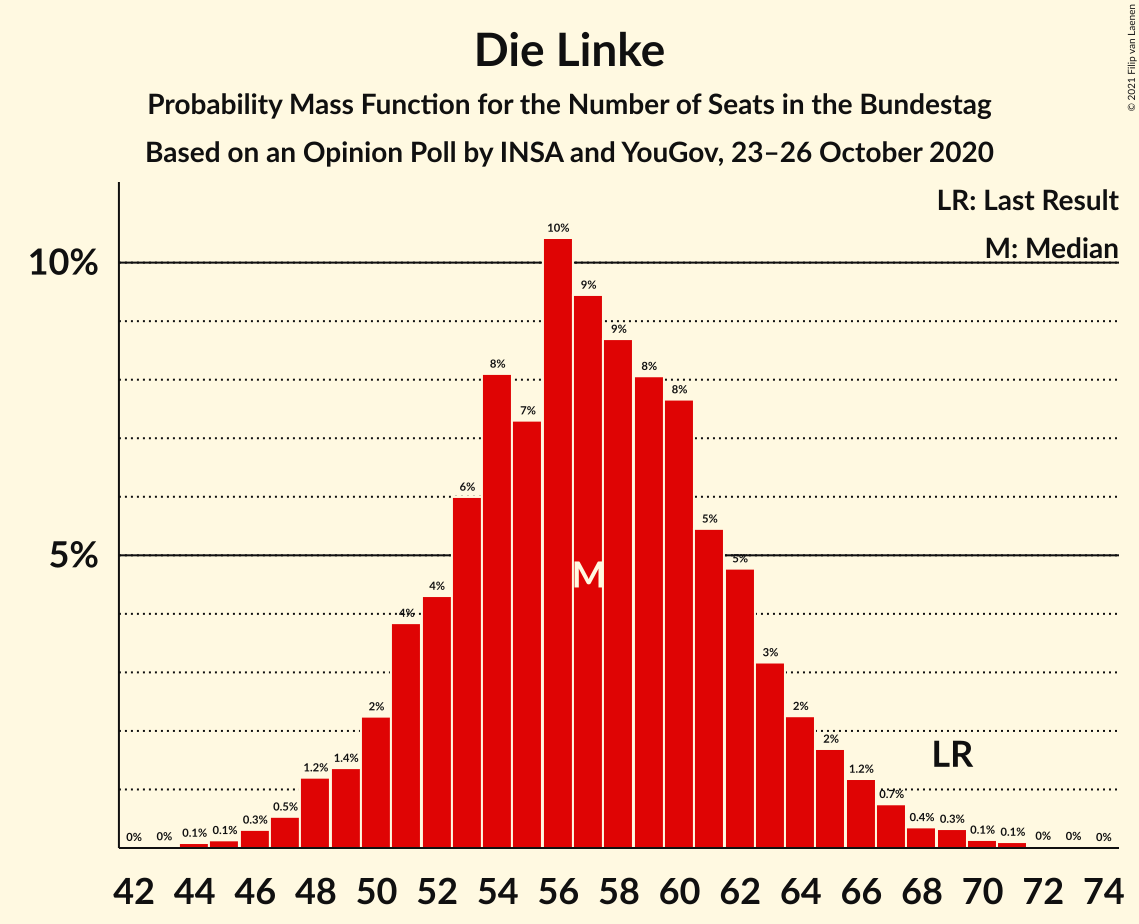 Die Linke
Probability Mass Function for the Number of Seats in the Bundestag
Based on an Opinion Poll by INSA and YouGov, 23–26 October 2020
© 2021 Filip van Laenen
LR: Last Result
M: Median
10%
5%
0% 0% 0.1% 0.1% 0.3% 0.5% 1.2% 1.4% 2% 4% 4% 6% 8% 7% 10% 9% 9% 8% 8% 5% 5% 3% 2% 2% 1.2% 0.7% 0.4% 0.3% 0.1% 0.1% 0% 0% 0%
M
LR
42 44 46 48 50 52 54 56 58 60 62 64 66 68 70 72 74